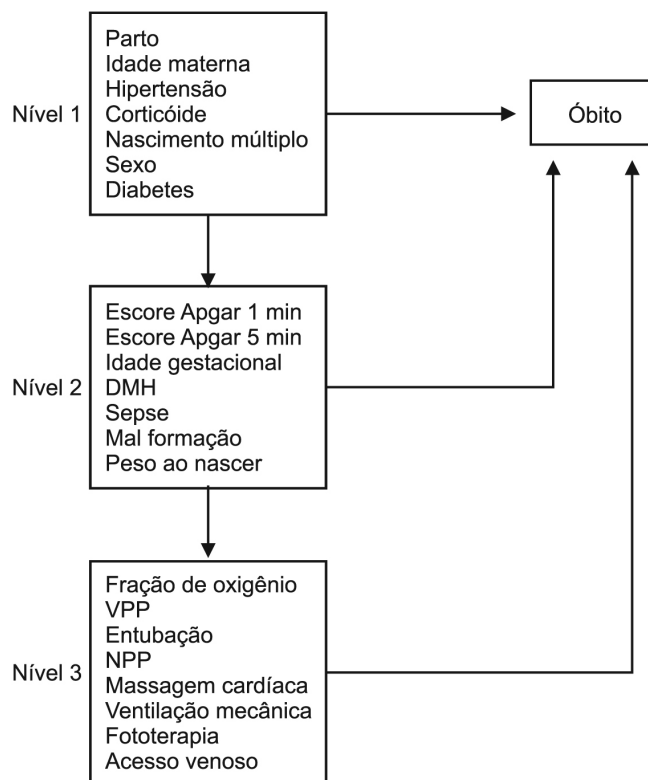 Nível 1
Parto
Idade materna
Hipertensão
Corticóide
Nascimento múltiplo
Sexo
Diabetes
Óbito
Nível 2
Escore Apgar 1 min
Escore Apgar 5 min
Idade gestacional
DMH
Sepse
Mal formação
Peso ao nascer
Nível 3
Fração de oxigênio
VPP
Entubação
NPP
Massagem cardíaca
Ventilação mecânica
Fototerapia
Acesso venoso